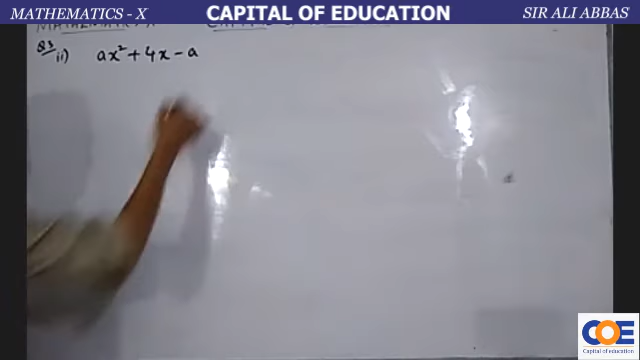 MATHEMATICS - X
CAPITAL OF EDUCATION
SIR ALI ABBAS
Q3
ii) ax² + 4x - a
COE
Capital of education